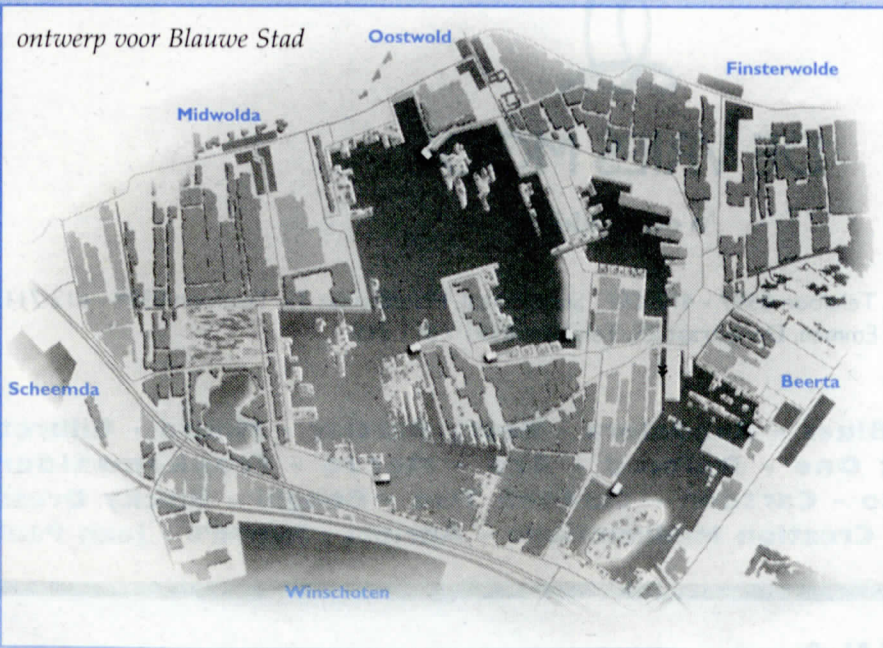 ontwerp voor Blauwe Stad
Oostwold
Finsterwolde
Midwolda
Scheemda
Beerta
Winschoten